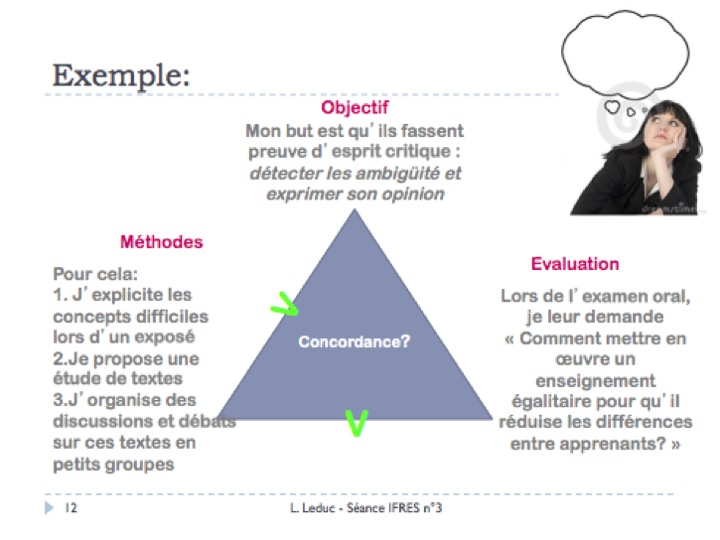 Exemple:
Objectif
Mon but est qu’ ils fassent
preuve d’ esprit critique :
détecter les ambigüité et
exprimer son opinion
Méthodes
Pour cela:
1. J’ explicite les
concepts difficiles
lors d’ un exposé
2.Je propose une
étude de textes
3.J’ organise des
discussions et débats
sur ces textes en
petits groupes
Concordance?
Evaluation
Lors de l’ examen oral,
je leur demande
« Comment mettre en
œuvre un
enseignement
égalitaire pour qu’ il
réduise les différences
entre apprenants? »
dreamstime
12
L. Leduc - Séance IFRES n°3